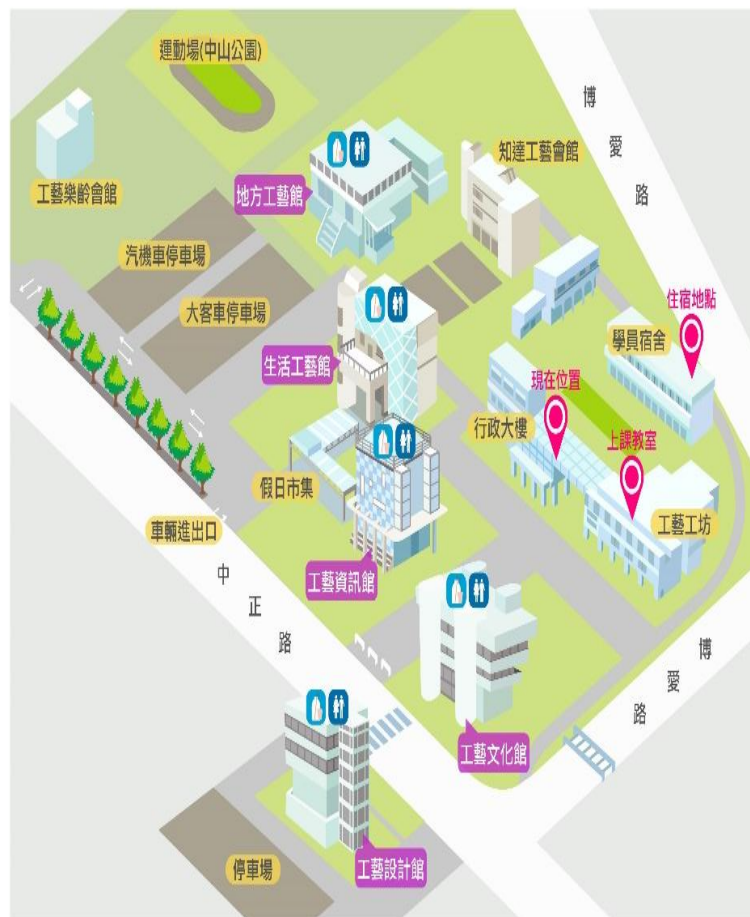 運動場(中山公園)
博愛路
知達工藝會館
工藝樂齡會館
地方工藝館
汽機車停車場
大客車停車場
住宿地點
學員宿舍
生活工藝館
現在位置
行政大樓
上課教室
假日市集
工藝工坊
車輛進出口
工藝資訊館
中正路
博愛路
工藝文化館
停車場
工藝設計館